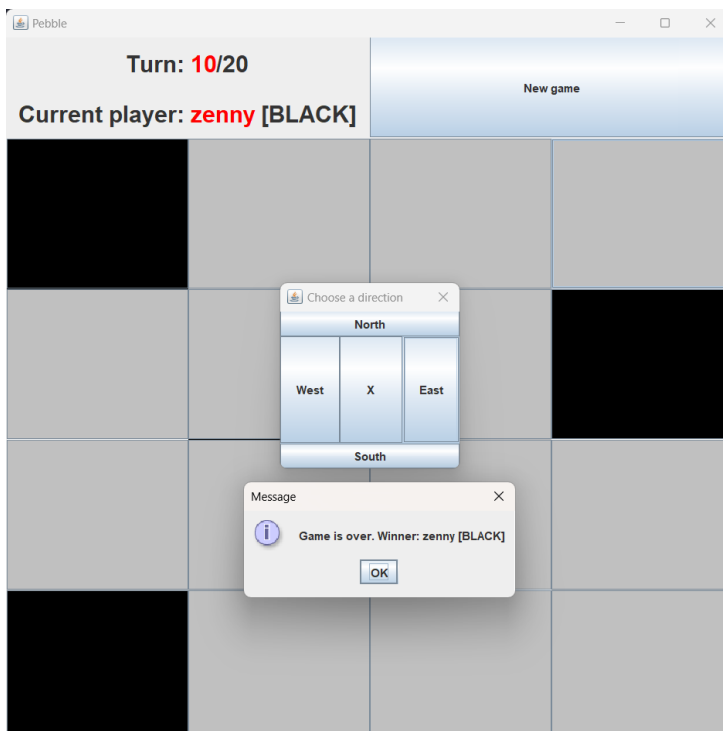 Pebble
Turn: 10/20
Current player: zenny [BLACK]
New game
Choose a direction
North
West
X
East
South
Message
Game is over. Winner: zenny [BLACK]
OK